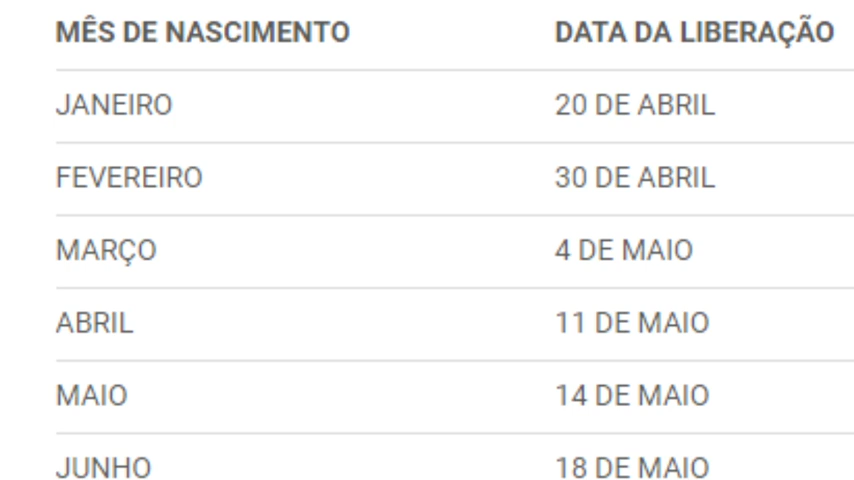 MÊS DE NASCIMENTO DATA DA LIBERAÇÃO
JANEIRO 20 DE ABRIL
FEVEREIRO 30 DE ABRIL
MARÇO 4 DE MAIO
ABRIL 11 DE MAIO
MAIO 14 DE MAIO
JUNHO 18 DE MAIO